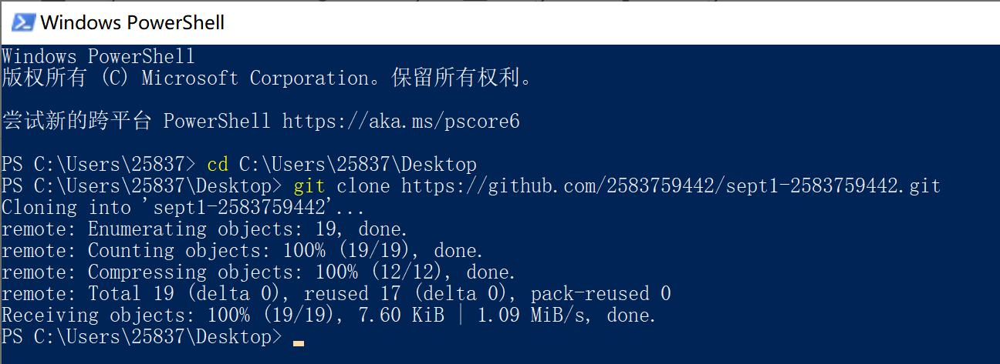 Windows PowerShell
Windows PowerShell
版权所有 (C) Microsoft Corporation。保留所有权利。
尝试新的跨平台 PowerShell https://aka.ms/pscore6
PS C:\Users\25837> cd C:\Users\25837\Desktop
PS C:\Users\25837\Desktop> git clone https://github.com/2583759442/sept1-2583759442.git
Cloning into 'sept1-2583759442'...
remote: Enumerating objects: 19, done.
remote: Counting objects: 100% (19/19), done.
remote: Compressing objects: 100% (12/12), done.
remote: Total 19 (delta 0), reused 17 (delta 0), pack-reused 0
Receiving objects: 100% (19/19), 7.60 KiB | 1.09 MiB/s, done.
PS C:\Users\25837\Desktop>